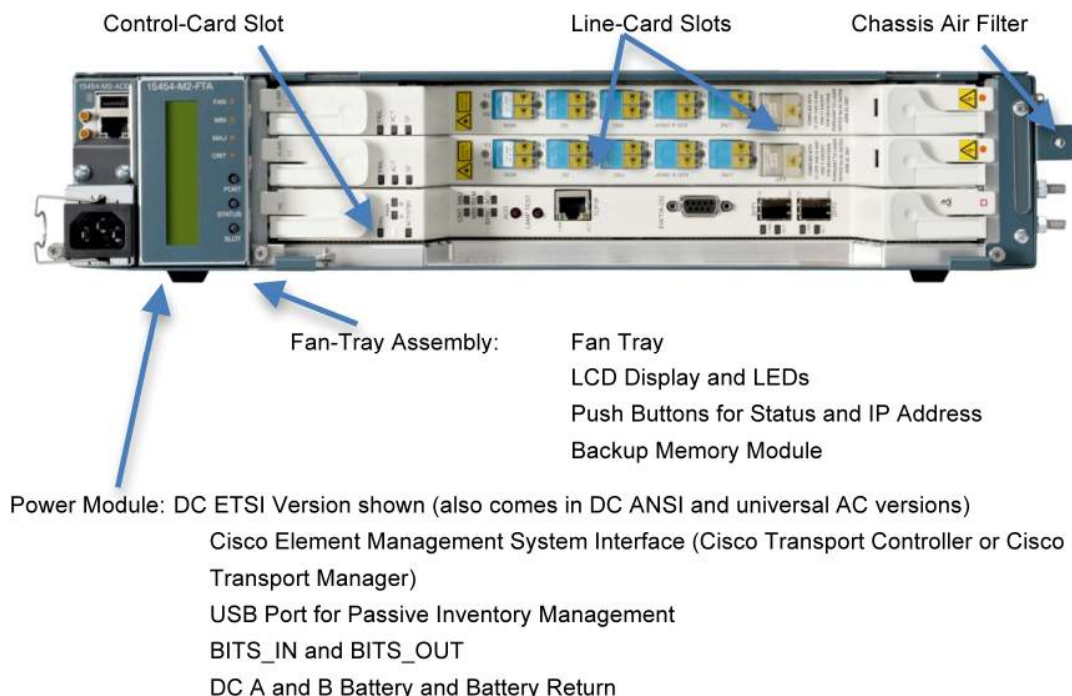 Control-Card Slot
Line-Card Slots
Chassis Air Filter
15454-M2-FTA
FAN
MIN
MAJ
CRT
PORT
STATUS
SLOT
LAMP TEST
Fan-Tray Assembly: Fan Tray
LCD Display and LEDs
Push Buttons for Status and IP Address
Backup Memory Module
Power Module: DC ETSI Version shown (also comes in DC ANSI and universal AC versions)
Cisco Element Management System Interface (Cisco Transport Controller or Cisco
Transport Manager)
USB Port for Passive Inventory Management
BITS_IN and BITS_OUT
DC A and B Battery and Battery Return